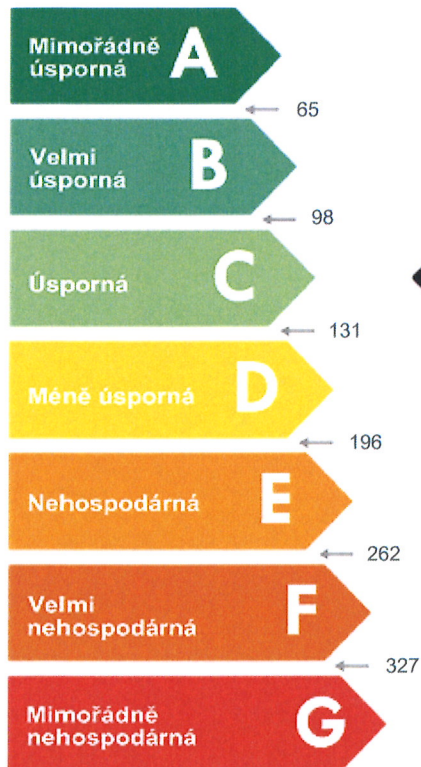 Mimořádně
úsporná A
65
Velmi
úsporná B
98
Úsporná C
131
Méně úsporná D
196
Nehospodárná E
262
Velmi
nehospodárná F
327
Mimořádně
nehospodárná G